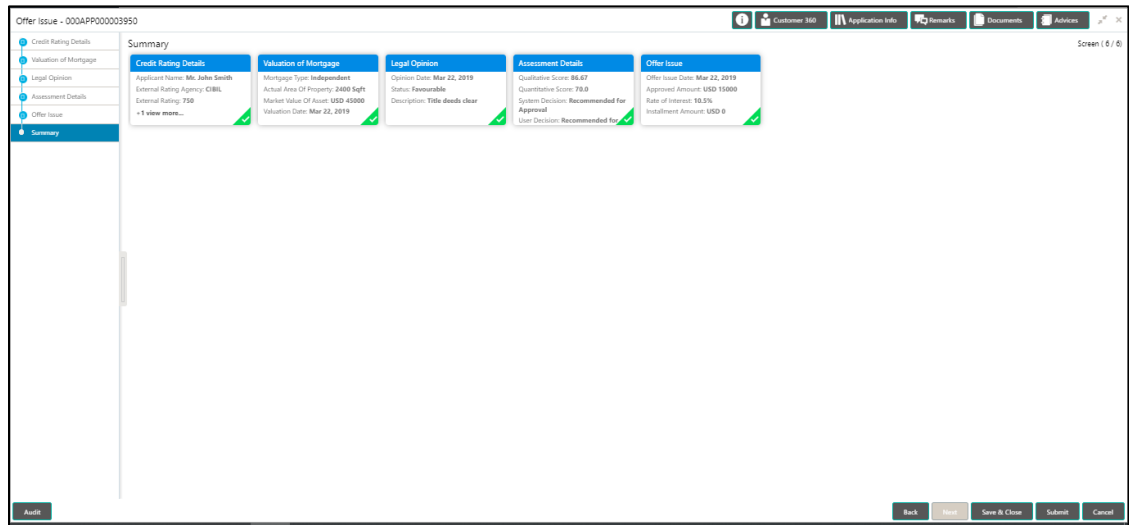 Offer Issue - 000APP000003950
Customer 360
Application Info
Remarks
Documents
Advices
Credit Rating Details
Valuation of Mortgage
Legal Opinion
Assessment Details
Offer Issue
Summary
Summary
Screen ( 6 / 6)
Credit Rating Details
Applicant Name: Mr. John Smith
External Rating Agency: CIBIL
External Rating: 750
+1 view more...
Valuation of Mortgage
Mortgage Type: Independent
Actual Area Of Property: 2400 Sqft
Market Value Of Asset: USD 45000
Valuation Date: Mar 22, 2019
Legal Opinion
Opinion Date: Mar 22, 2019
Status: Favourable
Description: Title deeds clear
Assessment Details
Qualitative Score: 86.67
Quantitative Score: 70.0
System Decision: Recommended for
Approval
User Decision: Recommended for
Offer Issue
Offer Issue Date: Mar 22, 2019
Approved Amount: USD 15000
Rate of Interest: 10.5%
Installment Amount: USD 0
Audit
Back
Next
Save & Close
Submit
Cancel